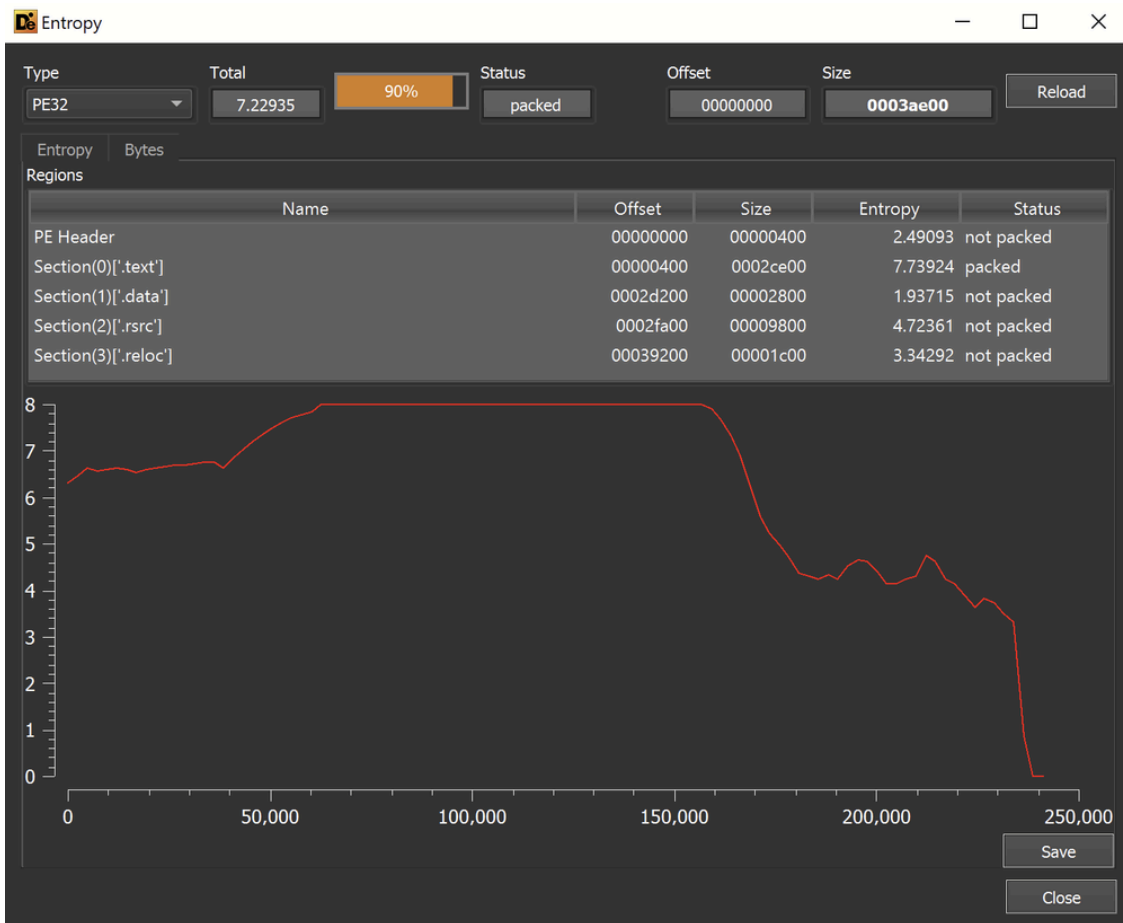 De Entropy
Type Total Status Offset Size
PE32 7.22935 90% packed 00000000 0003ae00 Reload
Entropy Bytes
Regions
Name Offset Size Entropy Status
PE Header 00000000 00000400 2.49093 not packed
Section(0)['.text'] 00000400 0002ce00 7.73924 packed
Section(1)['.data'] 0002d200 00002800 1.93715 not packed
Section(2)['.rsrc'] 0002fa00 00009800 4.72361 not packed
Section(3)['.reloc'] 00039200 00001c00 3.34292 not packed
8
7
6
5
4
3
2
1
0
0 50,000 100,000 150,000 200,000 250,000
Save
Close